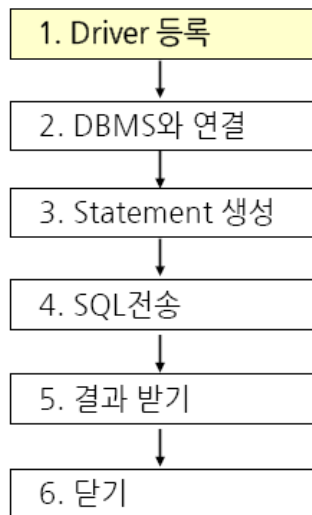 1. Driver 등록
2. DBMS와 연결
3. Statement 생성
4. SQL전송
5. 결과 받기
6. 닫기